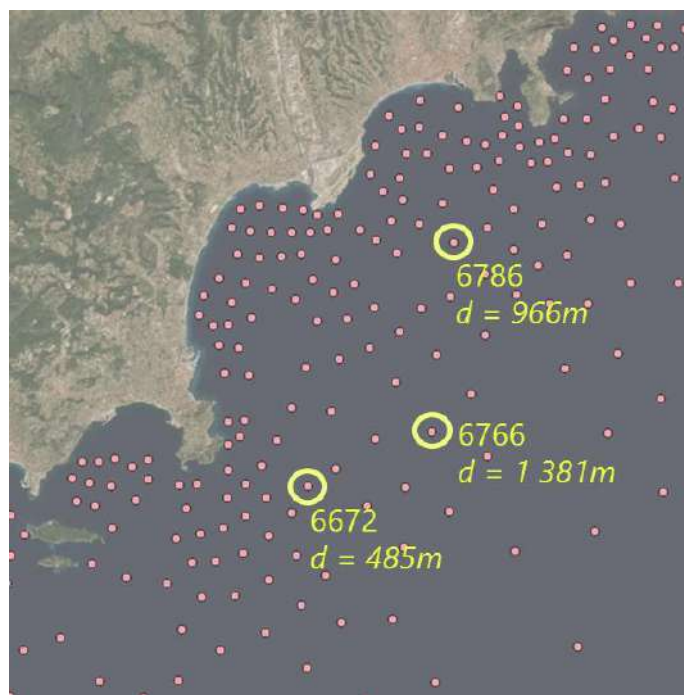 6786
d = 966m
6766
d = 1 381m
6672
d = 485m